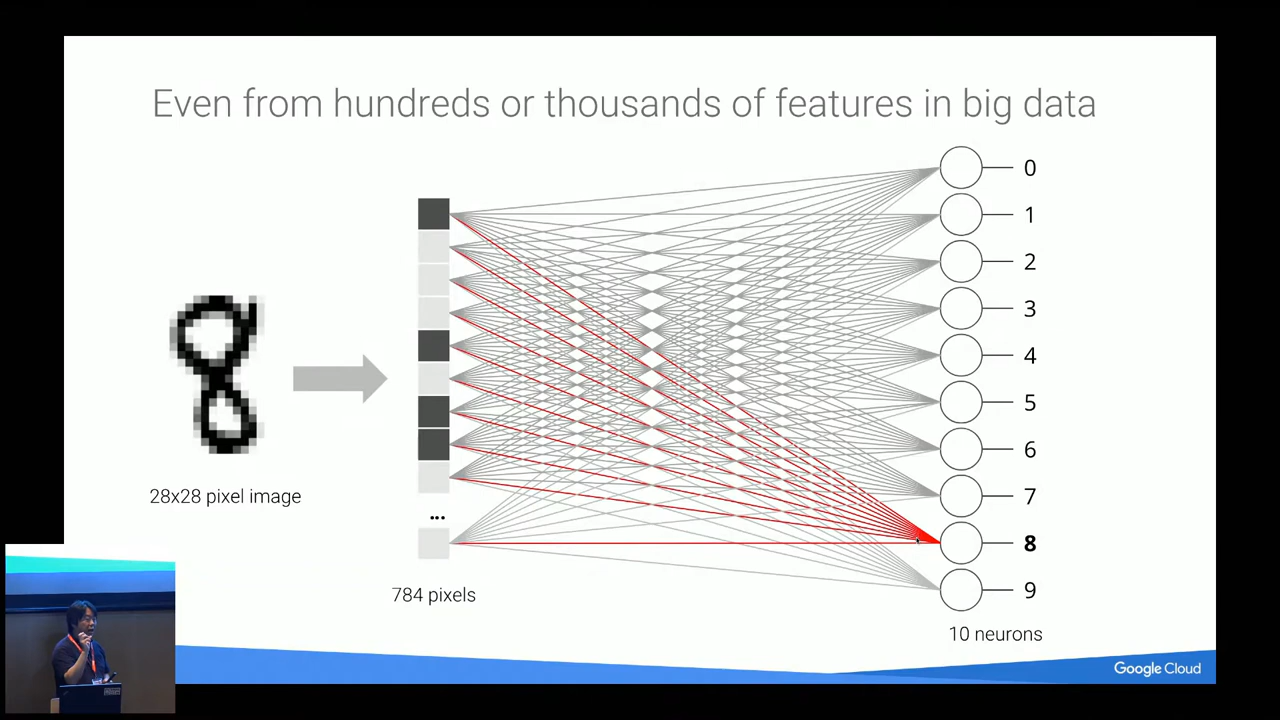 Even from hundreds or thousands of features in big data
0
1
2
3
4
5
6
7
8
9
...
28x28 pixel image
784 pixels
10 neurons
Google Cloud